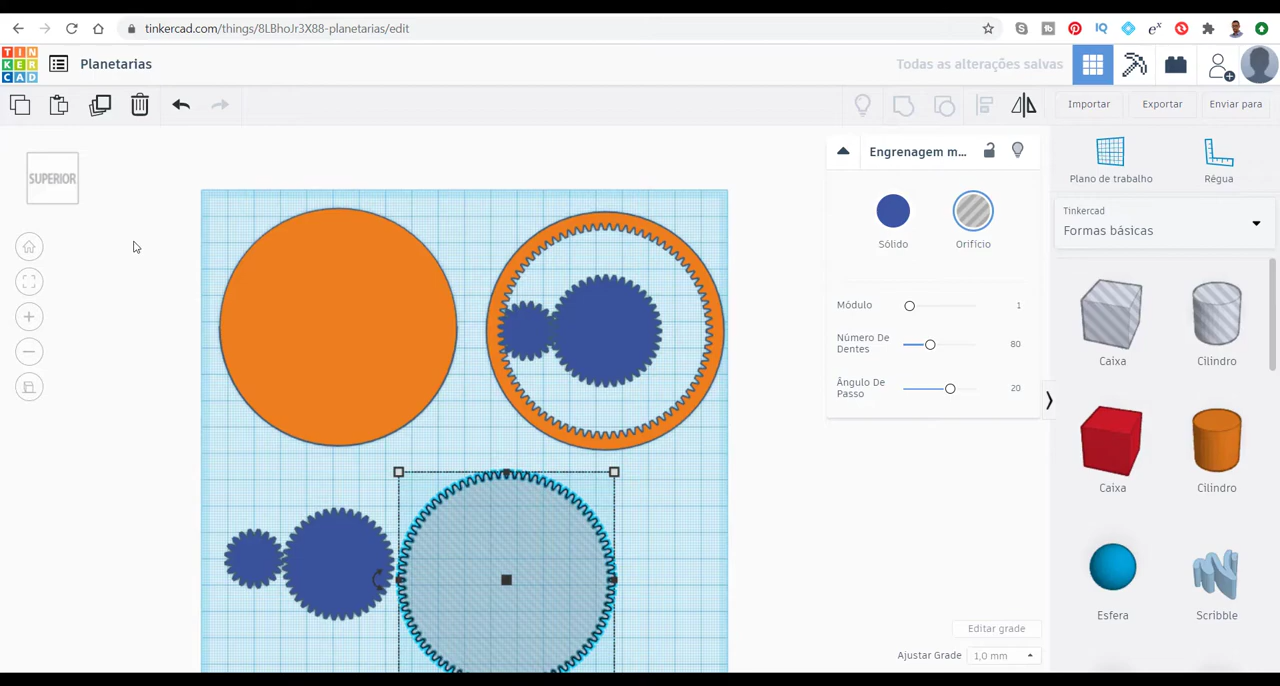 tinkercad.com/things/8LBhoJr3X88-planetarias/edit
IQ
e^x
TIN
KER
CAD
Planetarias
Todas as alterações salvas
Importar
Exportar
Enviar para
SUPERIOR
Engrenagem m...
Sólido
Orifício
Módulo
1
Número De
Dentes
80
Ângulo De
Passo
20
Plano de trabalho
Régua
Tinkercad
Formas básicas
Caixa
Cilindro
Caixa
Cilindro
Esfera
Scribble
Editar grade
Ajustar Grade
1,0 mm